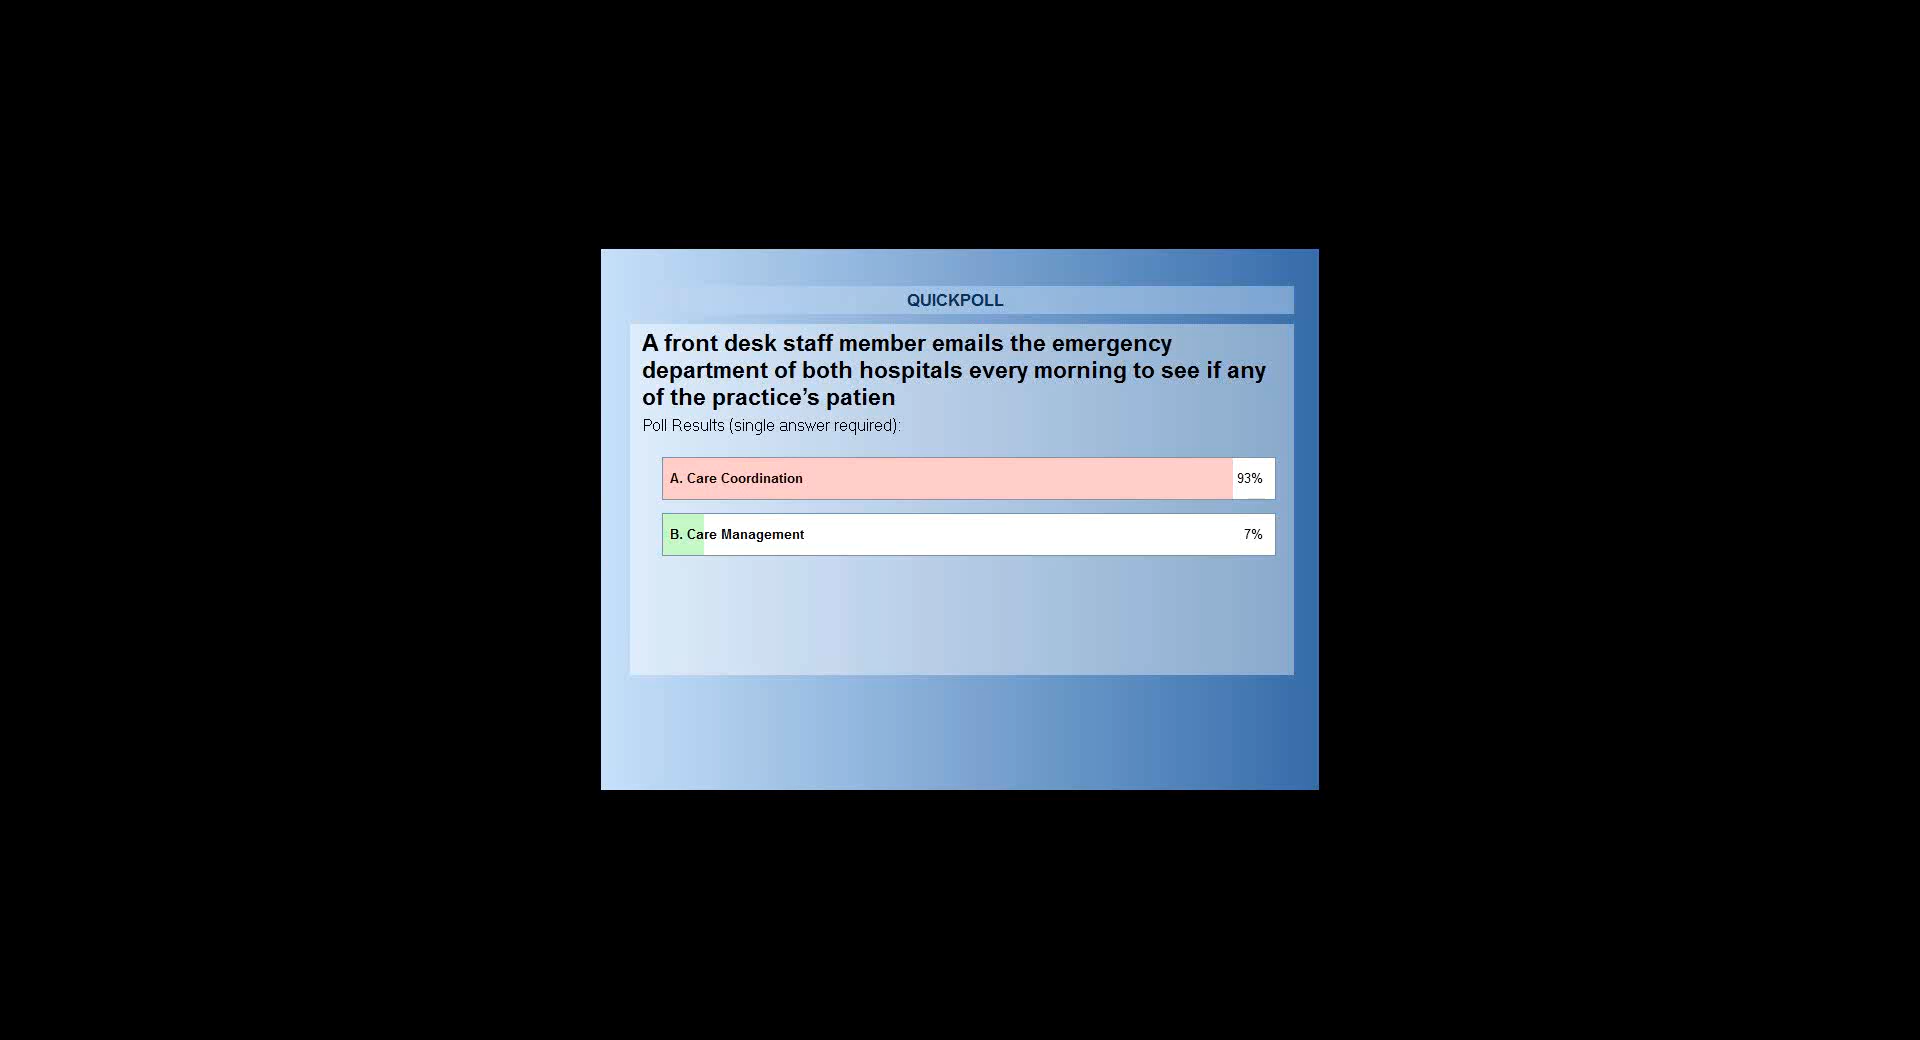 QUICKPOLL
A front desk staff member emails the emergency
department of both hospitals every morning to see if any
of the practice’s patien
Poll Results (single answer required):
A. Care Coordination 93%
B. Care Management 7%